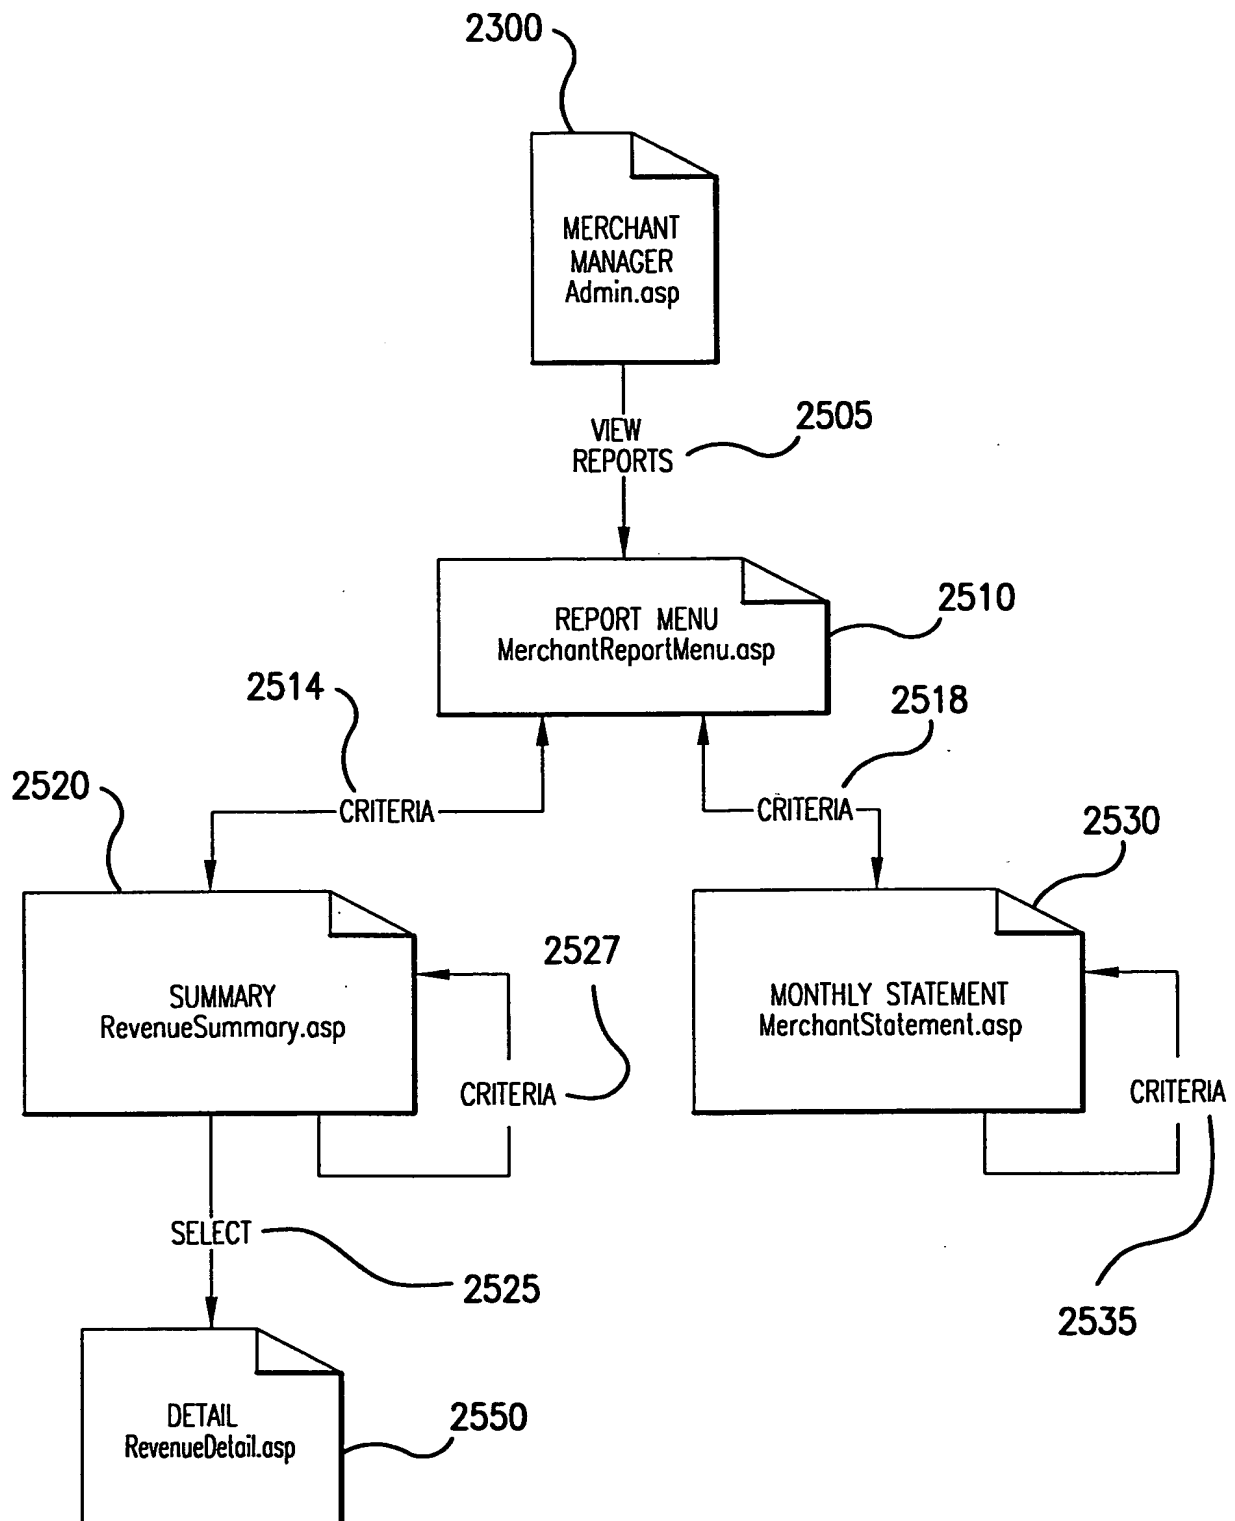 2300
MERCHANT
MANAGER
Admin.asp
VIEW
REPORTS
2505
REPORT MENU
MerchantReportMenu.asp
2510
2514
CRITERIA
2518
CRITERIA
2520
SUMMARY
RevenueSummary.asp
2527
CRITERIA
2530
MONTHLY STATEMENT
MerchantStatement.asp
CRITERIA
2535
SELECT
2525
DETAIL
RevenueDetail.asp
2550